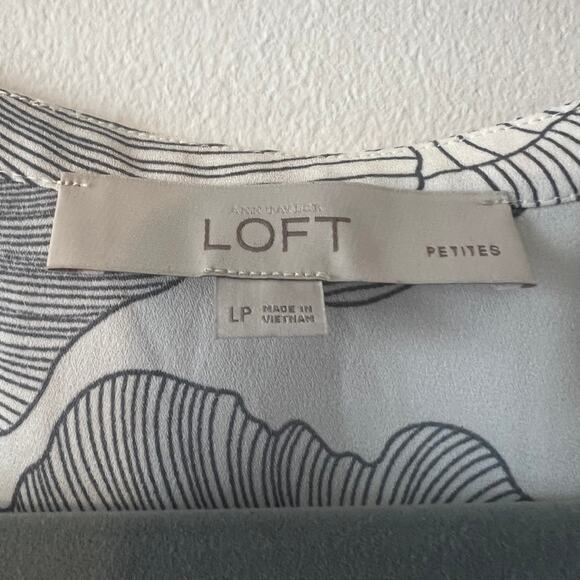 ANN TAYLOR
LOFT
PETITES
LP
MADE IN
VIETNAM